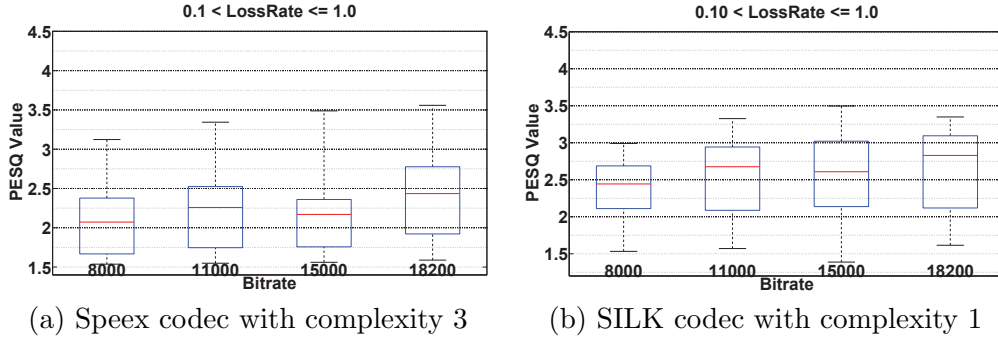 0.1 < LossRate <= 1.0
4.5
4
3.5
3
2.5
2
1.5
PESQ Value
8000 11000 15000 18200
Bitrate
(a) Speex codec with complexity 3
0.10 < LossRate <= 1.0
4.5
4
3.5
3
2.5
2
1.5
PESQ Value
8000 11000 15000 18200
Bitrate
(b) SILK codec with complexity 1